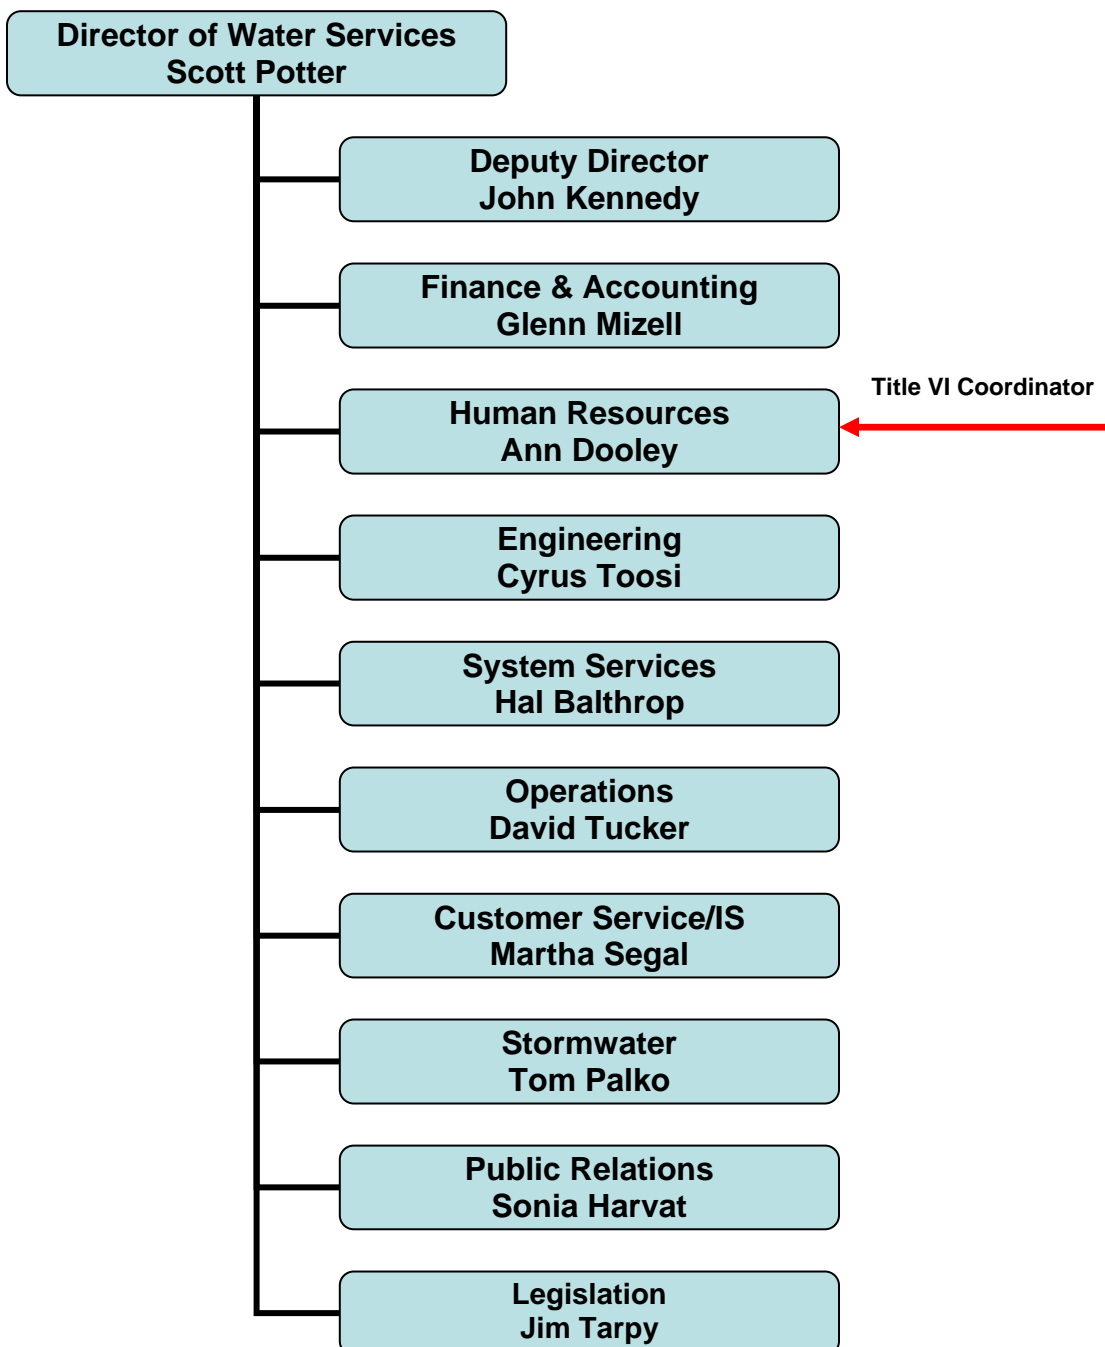 Director of Water Services
Scott Potter
Deputy Director
John Kennedy
Finance & Accounting
Glenn Mizell
Title VI Coordinator
Human Resources
Ann Dooley
Engineering
Cyrus Toosi
System Services
Hal Balthrop
Operations
David Tucker
Customer Service/IS
Martha Segal
Stormwater
Tom Palko
Public Relations
Sonia Harvat
Legislation
Jim Tarpy